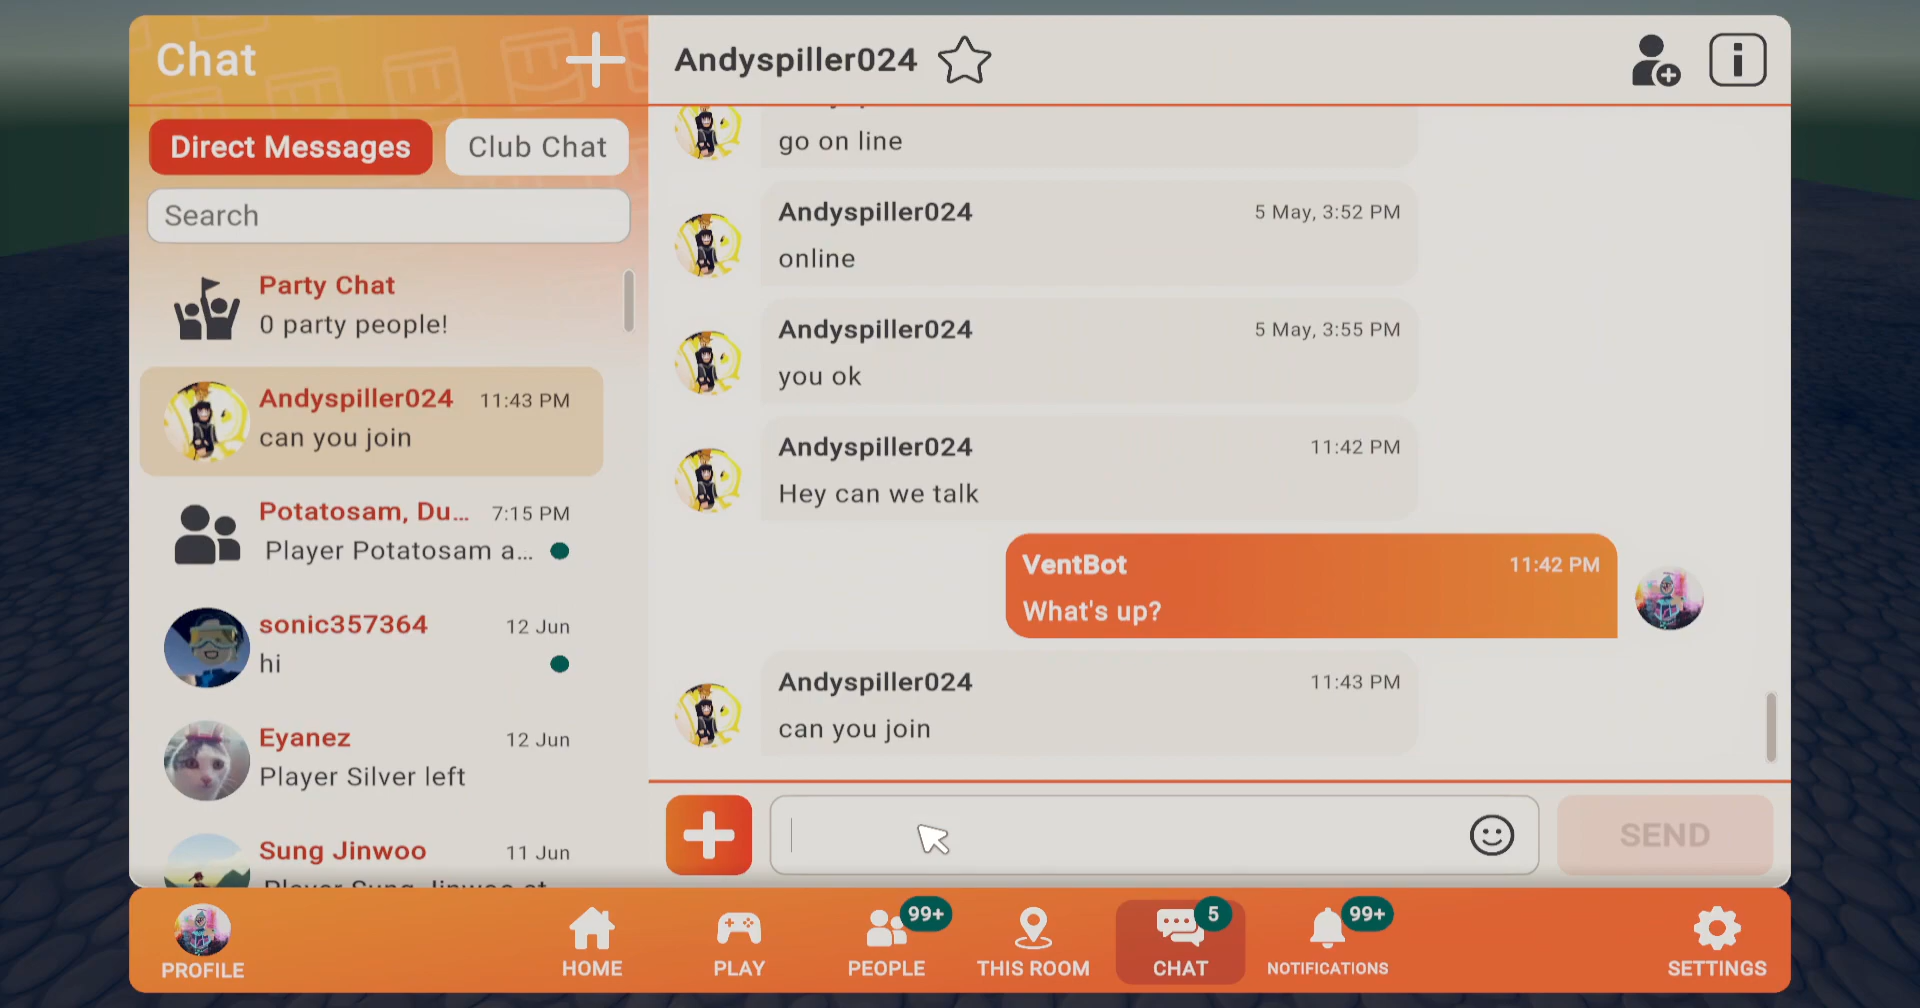 Chat
Direct Messages
Club Chat
Search
Party Chat
0 party people!
Andyspiller024
11:43 PM
can you join
Potatosam, Du...
7:15 PM
Player Potatosam a...
sonic357364
12 Jun
hi
Eyanez
12 Jun
Player Silver left
Sung Jinwoo
11 Jun
Andyspiller024
go on line
Andyspiller024
5 May, 3:52 PM
online
Andyspiller024
5 May, 3:55 PM
you ok
Andyspiller024
11:42 PM
Hey can we talk
VentBot
11:42 PM
What's up?
Andyspiller024
11:43 PM
can you join
SEND
PROFILE
HOME
PLAY
99+
PEOPLE
THIS ROOM
5
CHAT
99+
NOTIFICATIONS
SETTINGS